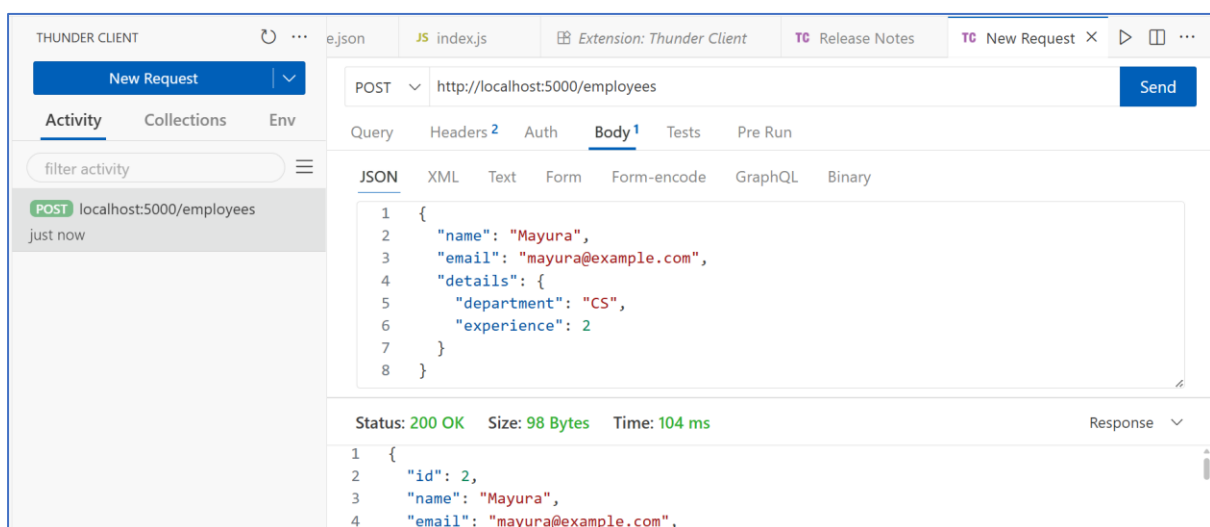 THUNDER CLIENT
New Request
Activity Collections Env
filter activity
POST localhost:5000/employees
just now
e.json JS index.js Extension: Thunder Client TC Release Notes TC New Request
POST http://localhost:5000/employees Send
Query Headers 2 Auth Body 1 Tests Pre Run
JSON XML Text Form Form-encode GraphQL Binary
1 {
2 "name": "Mayura",
3 "email": "mayura@example.com",
4 "details": {
5 "department": "CS",
6 "experience": 2
7 }
8 }
Status: 200 OK Size: 98 Bytes Time: 104 ms Response
1 {
2 "id": 2,
3 "name": "Mayura",
4 "email": "mayura@example.com",